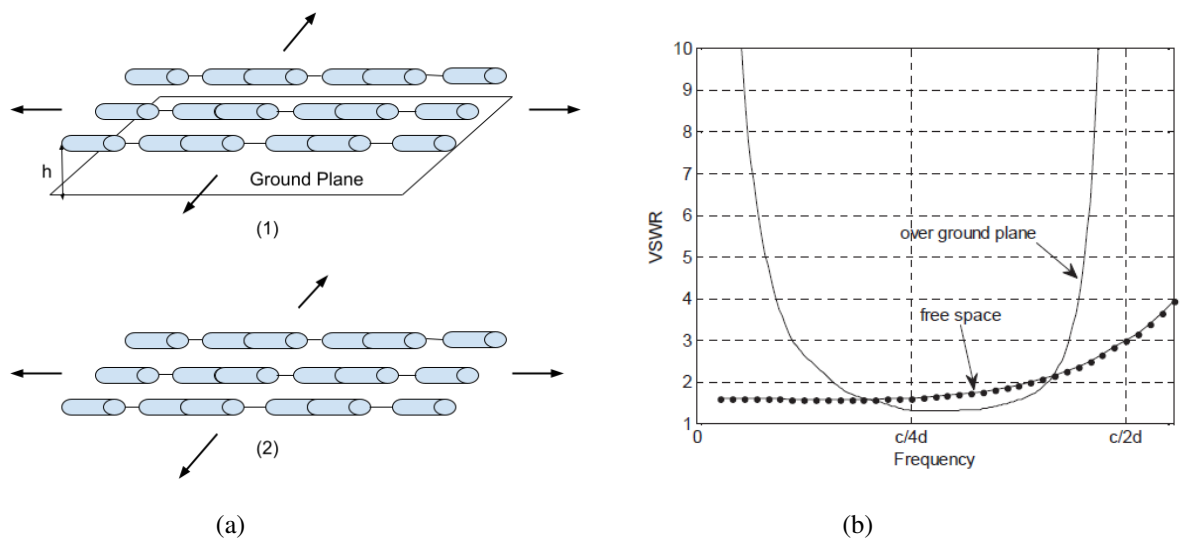 h
Ground Plane
(1)
(2)
(a)
10
9
8
7
6
5
4
3
2
1
VSWR
over ground plane
free space
0
c/4d
c/2d
Frequency
(b)